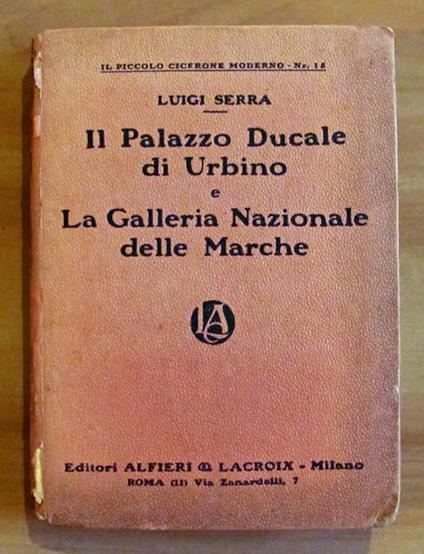 IL PICCOLO CICERONE MODERNO - Nr. 15
LUIGI SERRA
Il Palazzo Ducale
di Urbino
e
La Galleria Nazionale
delle Marche
LA
Editori ALFIERI & LACROIX - Milano
ROMA (11) Via Zanardelli, 7